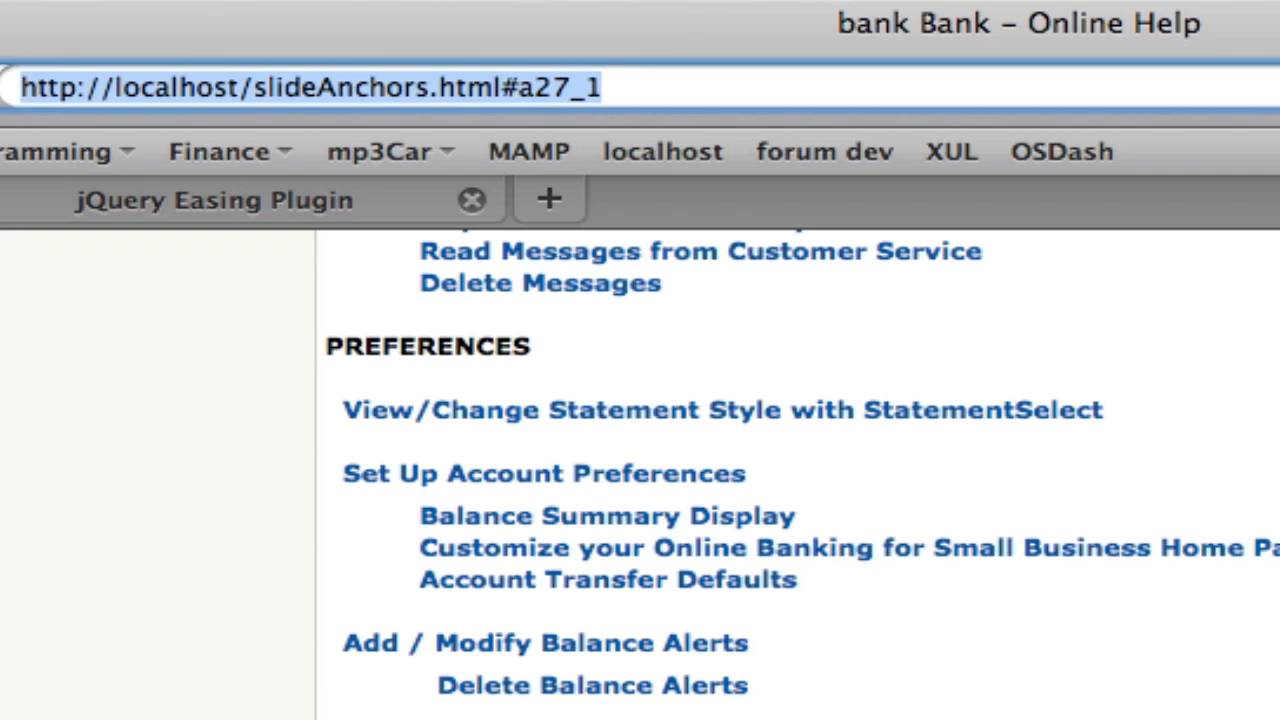 bank Bank – Online Help
http://localhost/slideAnchors.html#a27_1
ramming Finance mp3Car MAMP localhost forum dev XUL OSDash
jQuery Easing Plugin
Read Messages from Customer Service
Delete Messages
PREFERENCES
View/Change Statement Style with StatementSelect
Set Up Account Preferences
Balance Summary Display
Customize your Online Banking for Small Business Home Pa
Account Transfer Defaults
Add / Modify Balance Alerts
Delete Balance Alerts